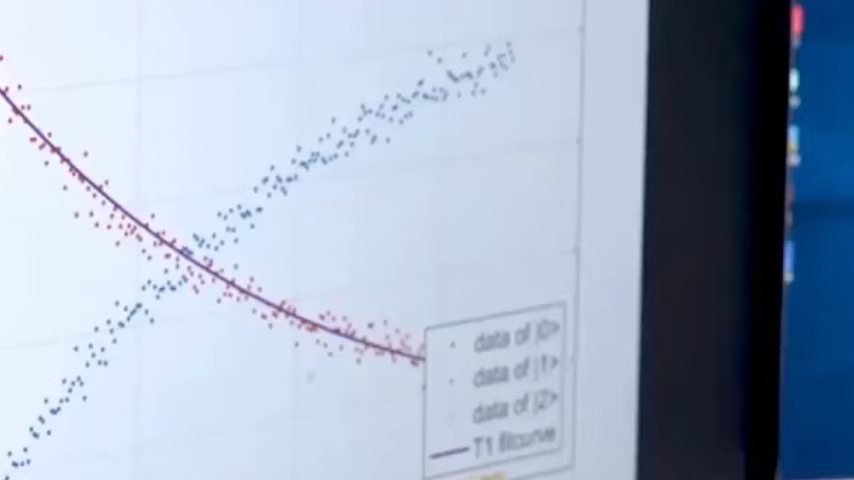 data of |0>
data of |1>
data of |2>
T1 fitcurve